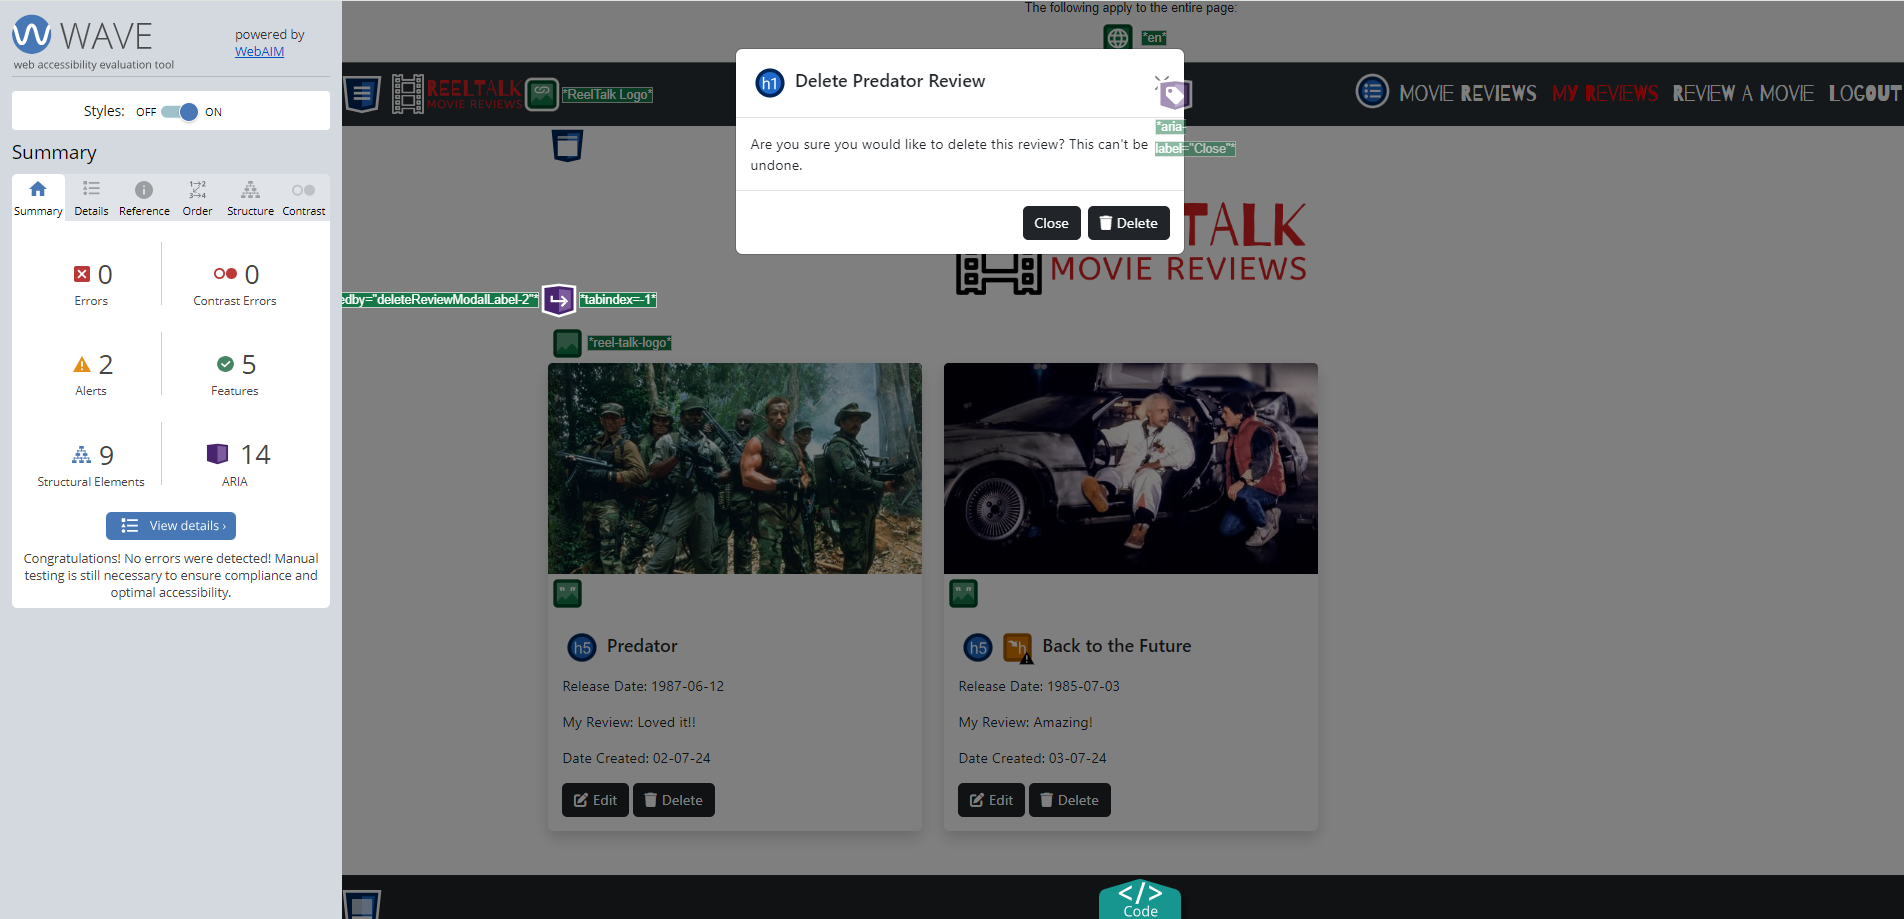 WAVE
web accessibility evaluation tool
powered by
WebAIM
Styles: OFF ON
Summary
Summary Details Reference Order Structure Contrast
0
Errors
0
Contrast Errors
2
Alerts
5
Features
9
Structural Elements
14
ARIA
View details ›
Congratulations! No errors were detected! Manual
testing is still necessary to ensure compliance and
optimal accessibility.
The following apply to the entire page:
*en*
REELTALK
MOVIE REVIEWS
*ReelTalk Logo*
MOVIE REVIEWS MY REVIEWS REVIEW A MOVIE LOGOUT
h1 Delete Predator Review
*aria-
label="Close"*
Are you sure you would like to delete this review? This can't be
undone.
Close Delete
TALK
MOVIE REVIEWS
edby="deleteReviewModalLabel-2"* *tabindex=-1*
*reel-talk-logo*
h5 Predator
Release Date: 1987-06-12
My Review: Loved it!!
Date Created: 02-07-24
Edit Delete
h5 h Back to the Future
Release Date: 1985-07-03
My Review: Amazing!
Date Created: 03-07-24
Edit Delete
</>
Code